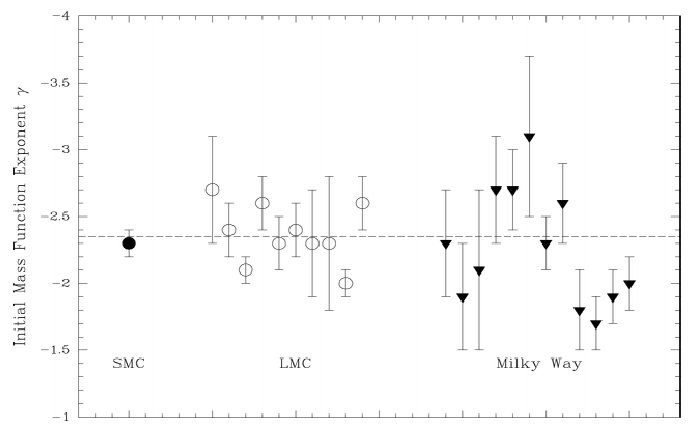 -4
-3.5
-3
-2.5
-2
-1.5
-1
Initial Mass Function Exponent γ
SMC
LMC
Milky Way